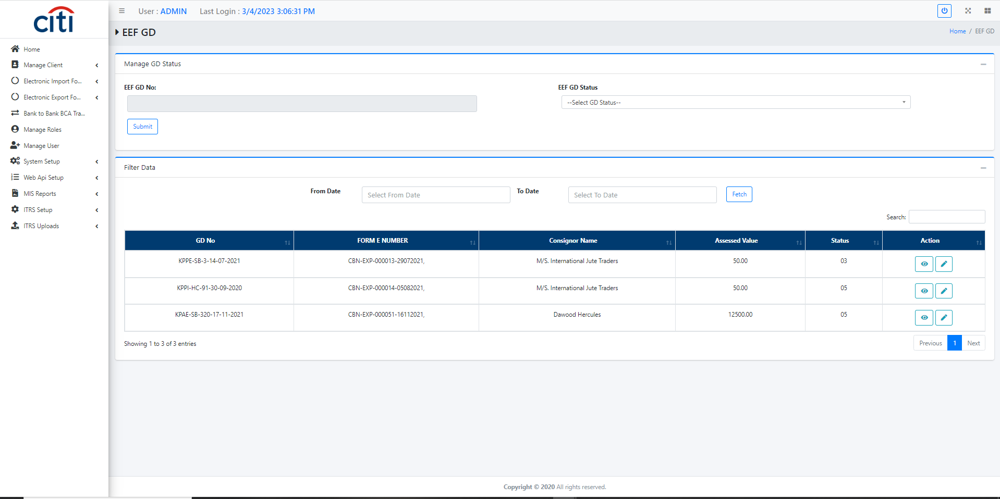 citi
User : ADMIN Last Login : 3/4/2023 3:06:31 PM
EEF GD
Home / EEF GD
Home
Manage Client
Electronic Import Fo...
Electronic Export Fo...
Bank to Bank BCA Tra...
Manage Roles
Manage User
System Setup
Web Api Setup
MIS Reports
ITRS Setup
ITRS Uploads
Manage GD Status
EEF GD No: EEF GD Status
--Select GD Status--
Submit
Filter Data
From Date Select From Date To Date Select To Date Fetch
Search:
GD No FORM E NUMBER Consignor Name Assessed Value Status Action
KPPE-SB-3-14-07-2021 CBN-EXP-000013-29072021, M/S. International Jute Traders 50.00 03
KPPI-HC-91-30-09-2020 CBN-EXP-000014-05082021, M/S. International Jute Traders 50.00 05
KPAE-SB-320-17-11-2021 CBN-EXP-000051-16112021, Dawood Hercules 12500.00 05
Showing 1 to 3 of 3 entries Previous 1 Next
Copyright © 2020 All rights reserved.